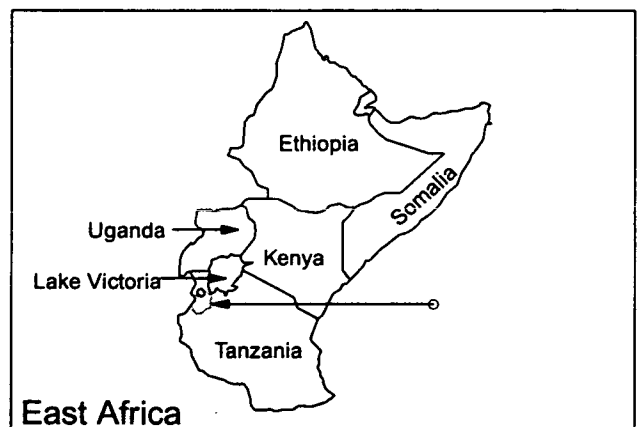 Ethiopia
Somalia
Uganda
Kenya
Lake Victoria
Tanzania
East Africa